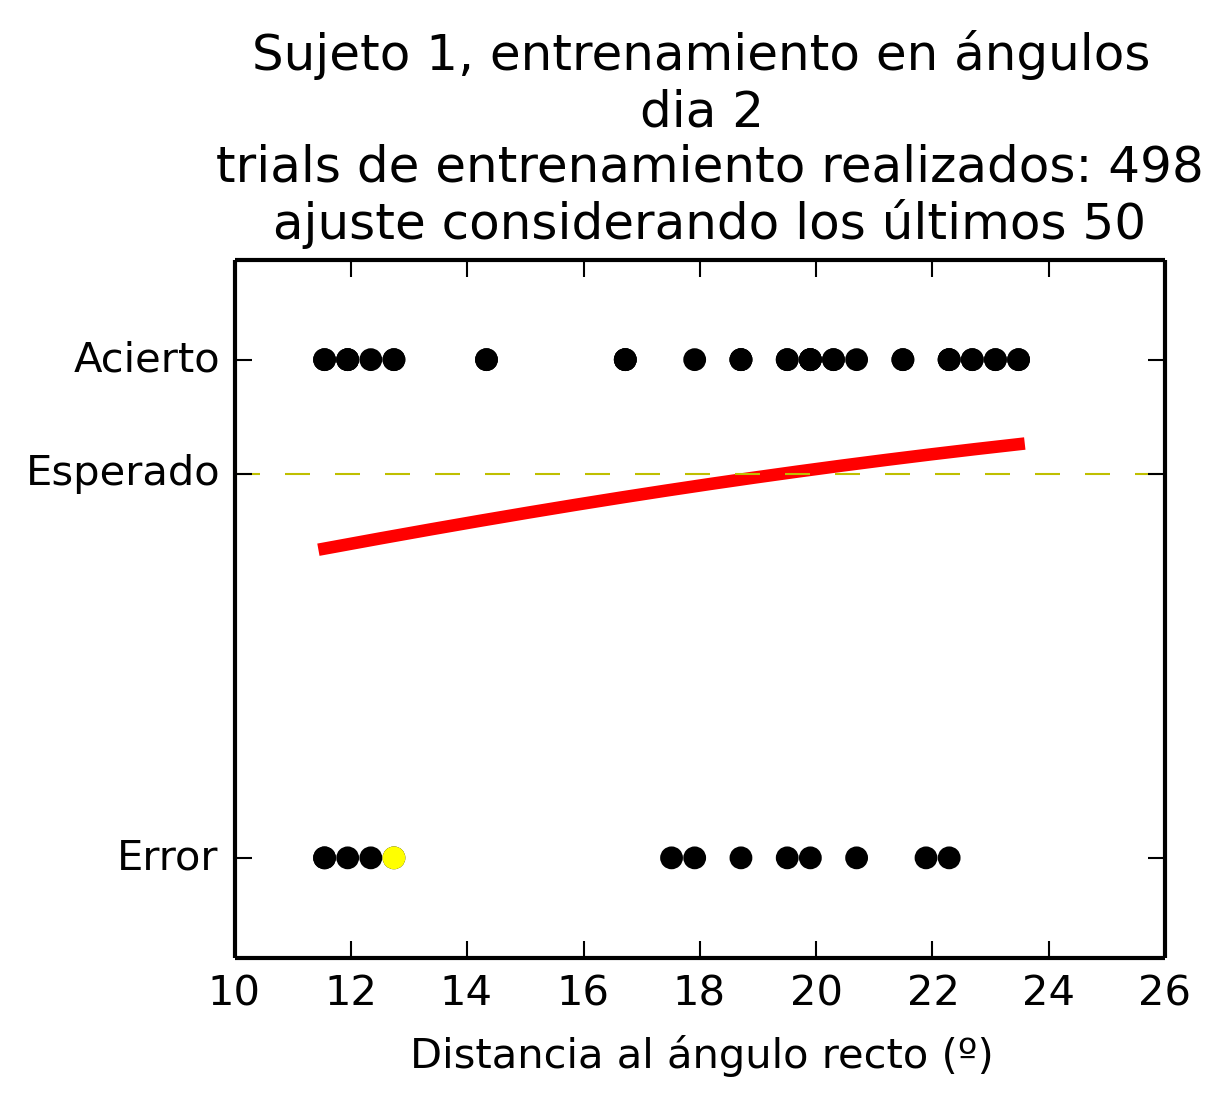 Sujeto 1, entrenamiento en ángulos
dia 2
trials de entrenamiento realizados: 498
ajuste considerando los últimos 50
Acierto
Esperado
Error
10 12 14 16 18 20 22 24 26
Distancia al ángulo recto (º)